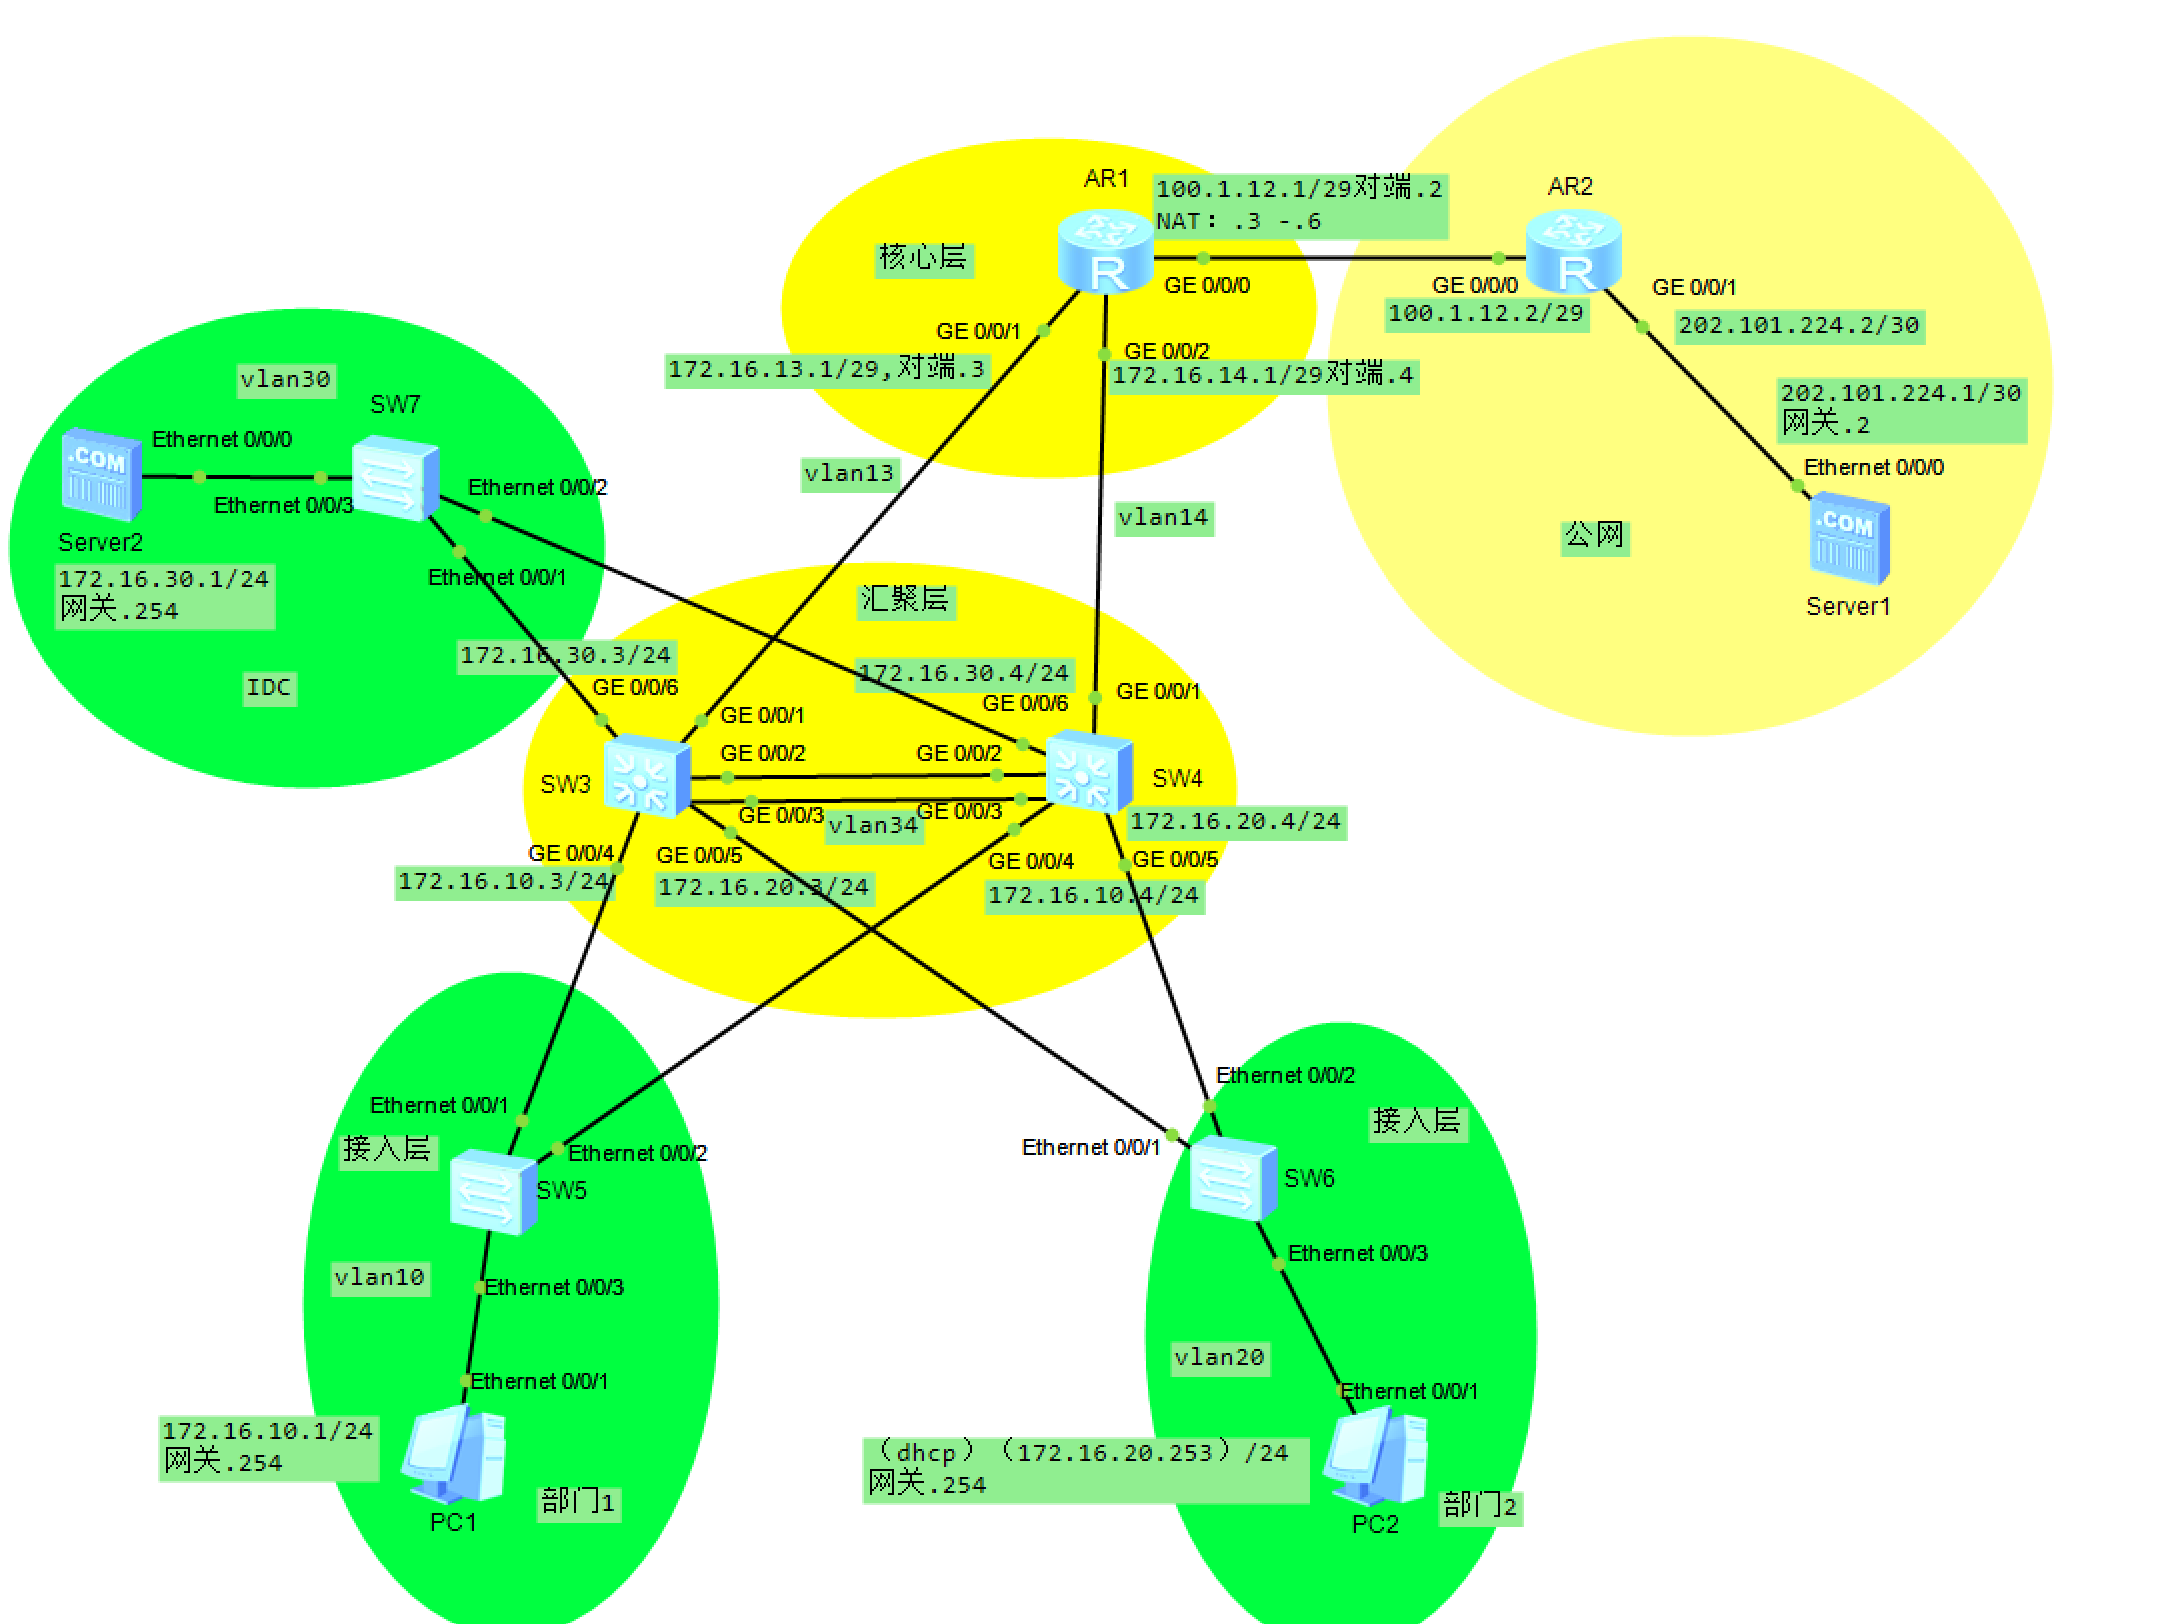 AR1
100.1.12.1/29对端.2
NAT: .3 -.6
AR2
核心层
R
R
GE 0/0/0
GE 0/0/0
100.1.12.2/29
GE 0/0/1
202.101.224.2/30
GE 0/0/1
172.16.13.1/29,对端.3
GE 0/0/2
172.16.14.1/29对端.4
202.101.224.1/30
网关.2
Ethernet 0/0/0
.COM
Server1
公网
vlan30
SW7
Ethernet 0/0/0
.COM
Ethernet 0/0/3
Ethernet 0/0/2
Server2
172.16.30.1/24
网关.254
Ethernet 0/0/1
IDC
vlan13
vlan14
汇聚层
172.16.30.3/24
GE 0/0/6
172.16.30.4/24
GE 0/0/6
GE 0/0/1
GE 0/0/1
GE 0/0/2
GE 0/0/2
SW3
SW4
GE 0/0/3
vlan34
GE 0/0/3
172.16.20.4/24
GE 0/0/4
172.16.10.3/24
GE 0/0/5
172.16.20.3/24
GE 0/0/4
172.16.10.4/24
GE 0/0/5
Ethernet 0/0/1
接入层
Ethernet 0/0/2
SW5
vlan10
Ethernet 0/0/3
Ethernet 0/0/1
172.16.10.1/24
网关.254
PC1
部门1
Ethernet 0/0/2
接入层
Ethernet 0/0/1
SW6
Ethernet 0/0/3
vlan20
Ethernet 0/0/1
（dhcp）（172.16.20.253）/24
网关.254
PC2
部门2